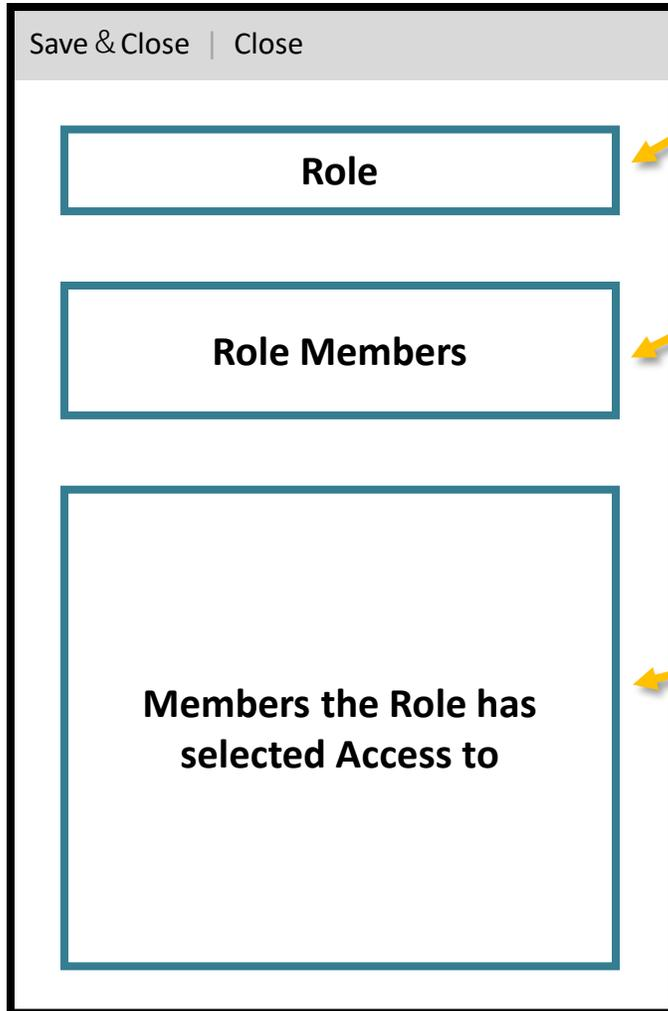 Save & Close | Close
Role
Role Members
Members the Role has
selected Access to